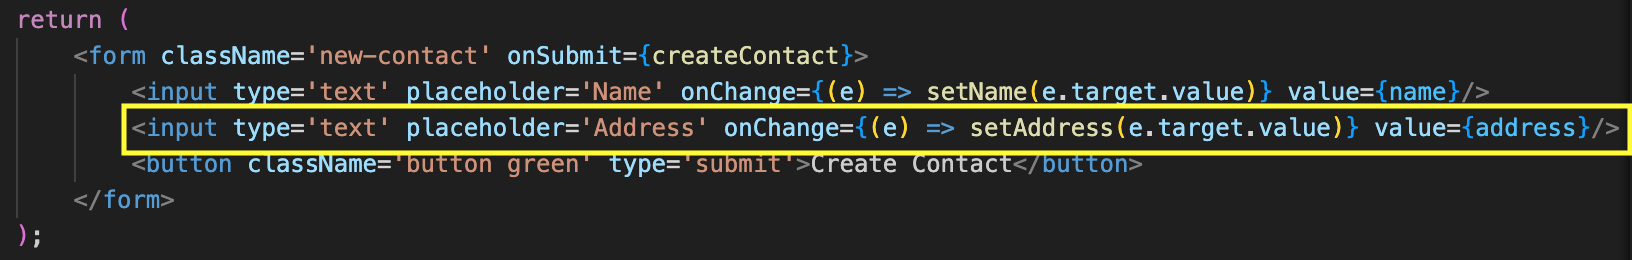 return (
<form className='new-contact' onSubmit={createContact}>
<input type='text' placeholder='Name' onChange={(e) => setName(e.target.value)} value={name}/>
<input type='text' placeholder='Address' onChange={(e) => setAddress(e.target.value)} value={address}/>
<button className='button green' type='submit'>Create Contact</button>
</form>
);